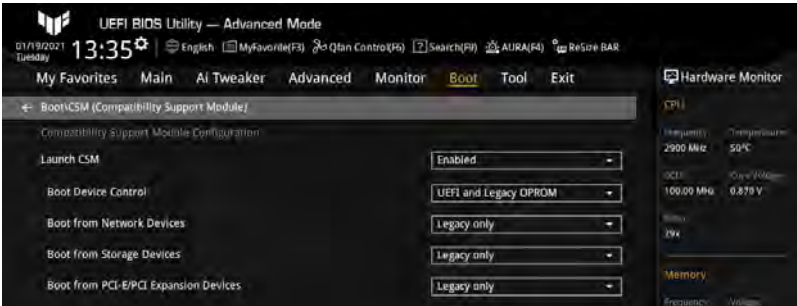 UEFI BIOS Utility — Advanced Mode
01/19/2021 Tuesday 13:35 English MyFavorite(F3) Qfan Control(F6) ? Search(F9) AURA(F4) ReSize BAR
My Favorites Main Ai Tweaker Advanced Monitor Boot Tool Exit Hardware Monitor
← Boot\CSM (Compatibility Support Module) CPU
Compatibility Support Module Configuration Frequency Temperature
Launch CSM Enabled 2900 MHz 50°C
Boot Device Control UEFI and Legacy OPROM 100.00 MHz 0.870 V
Boot from Network Devices Legacy only Ratio
29x
Boot from Storage Devices Legacy only
Boot from PCI-E/PCI Expansion Devices Legacy only Memory
Frequency Voltage